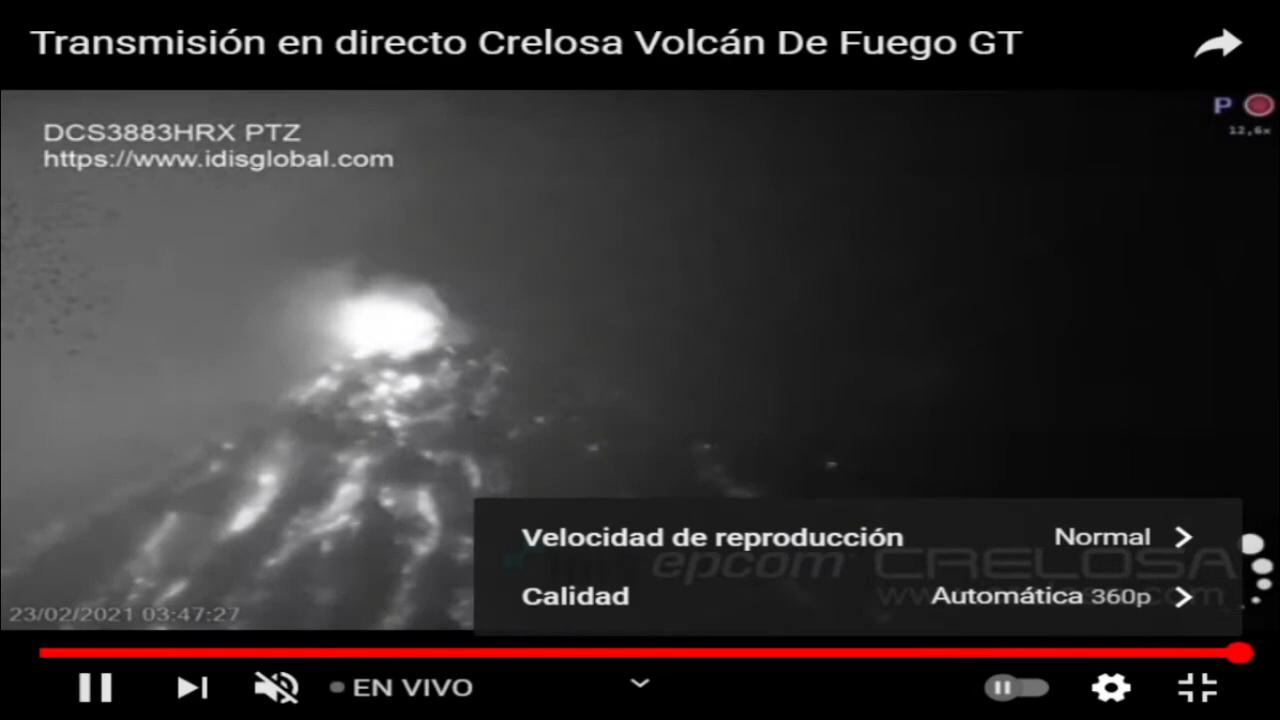 Transmisión en directo Crelosa Volcán De Fuego GT
P
12,6x
DCS3883HRX PTZ
https://www.idisglobal.com
Velocidad de reproducción Normal
epcom CRELOSA
Calidad Automática 360p
23/02/2021 03:47:27
EN VIVO